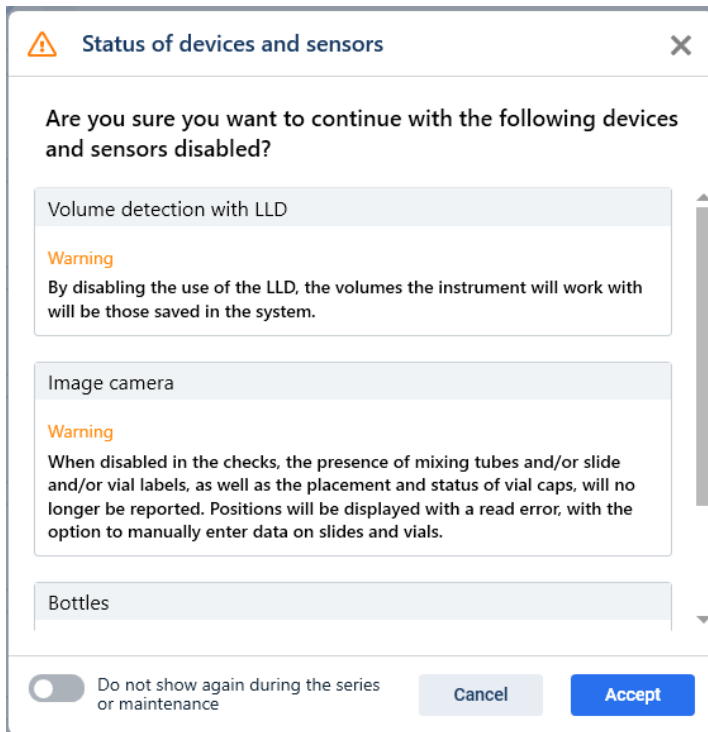 Status of devices and sensors
Are you sure you want to continue with the following devices
and sensors disabled?
Volume detection with LLD
Warning
By disabling the use of the LLD, the volumes the instrument will work with
will be those saved in the system.
Image camera
Warning
When disabled in the checks, the presence of mixing tubes and/or slide
and/or vial labels, as well as the placement and status of vial caps, will no
longer be reported. Positions will be displayed with a read error, with the
option to manually enter data on slides and vials.
Bottles
Do not show again during the series
or maintenance
Cancel
Accept